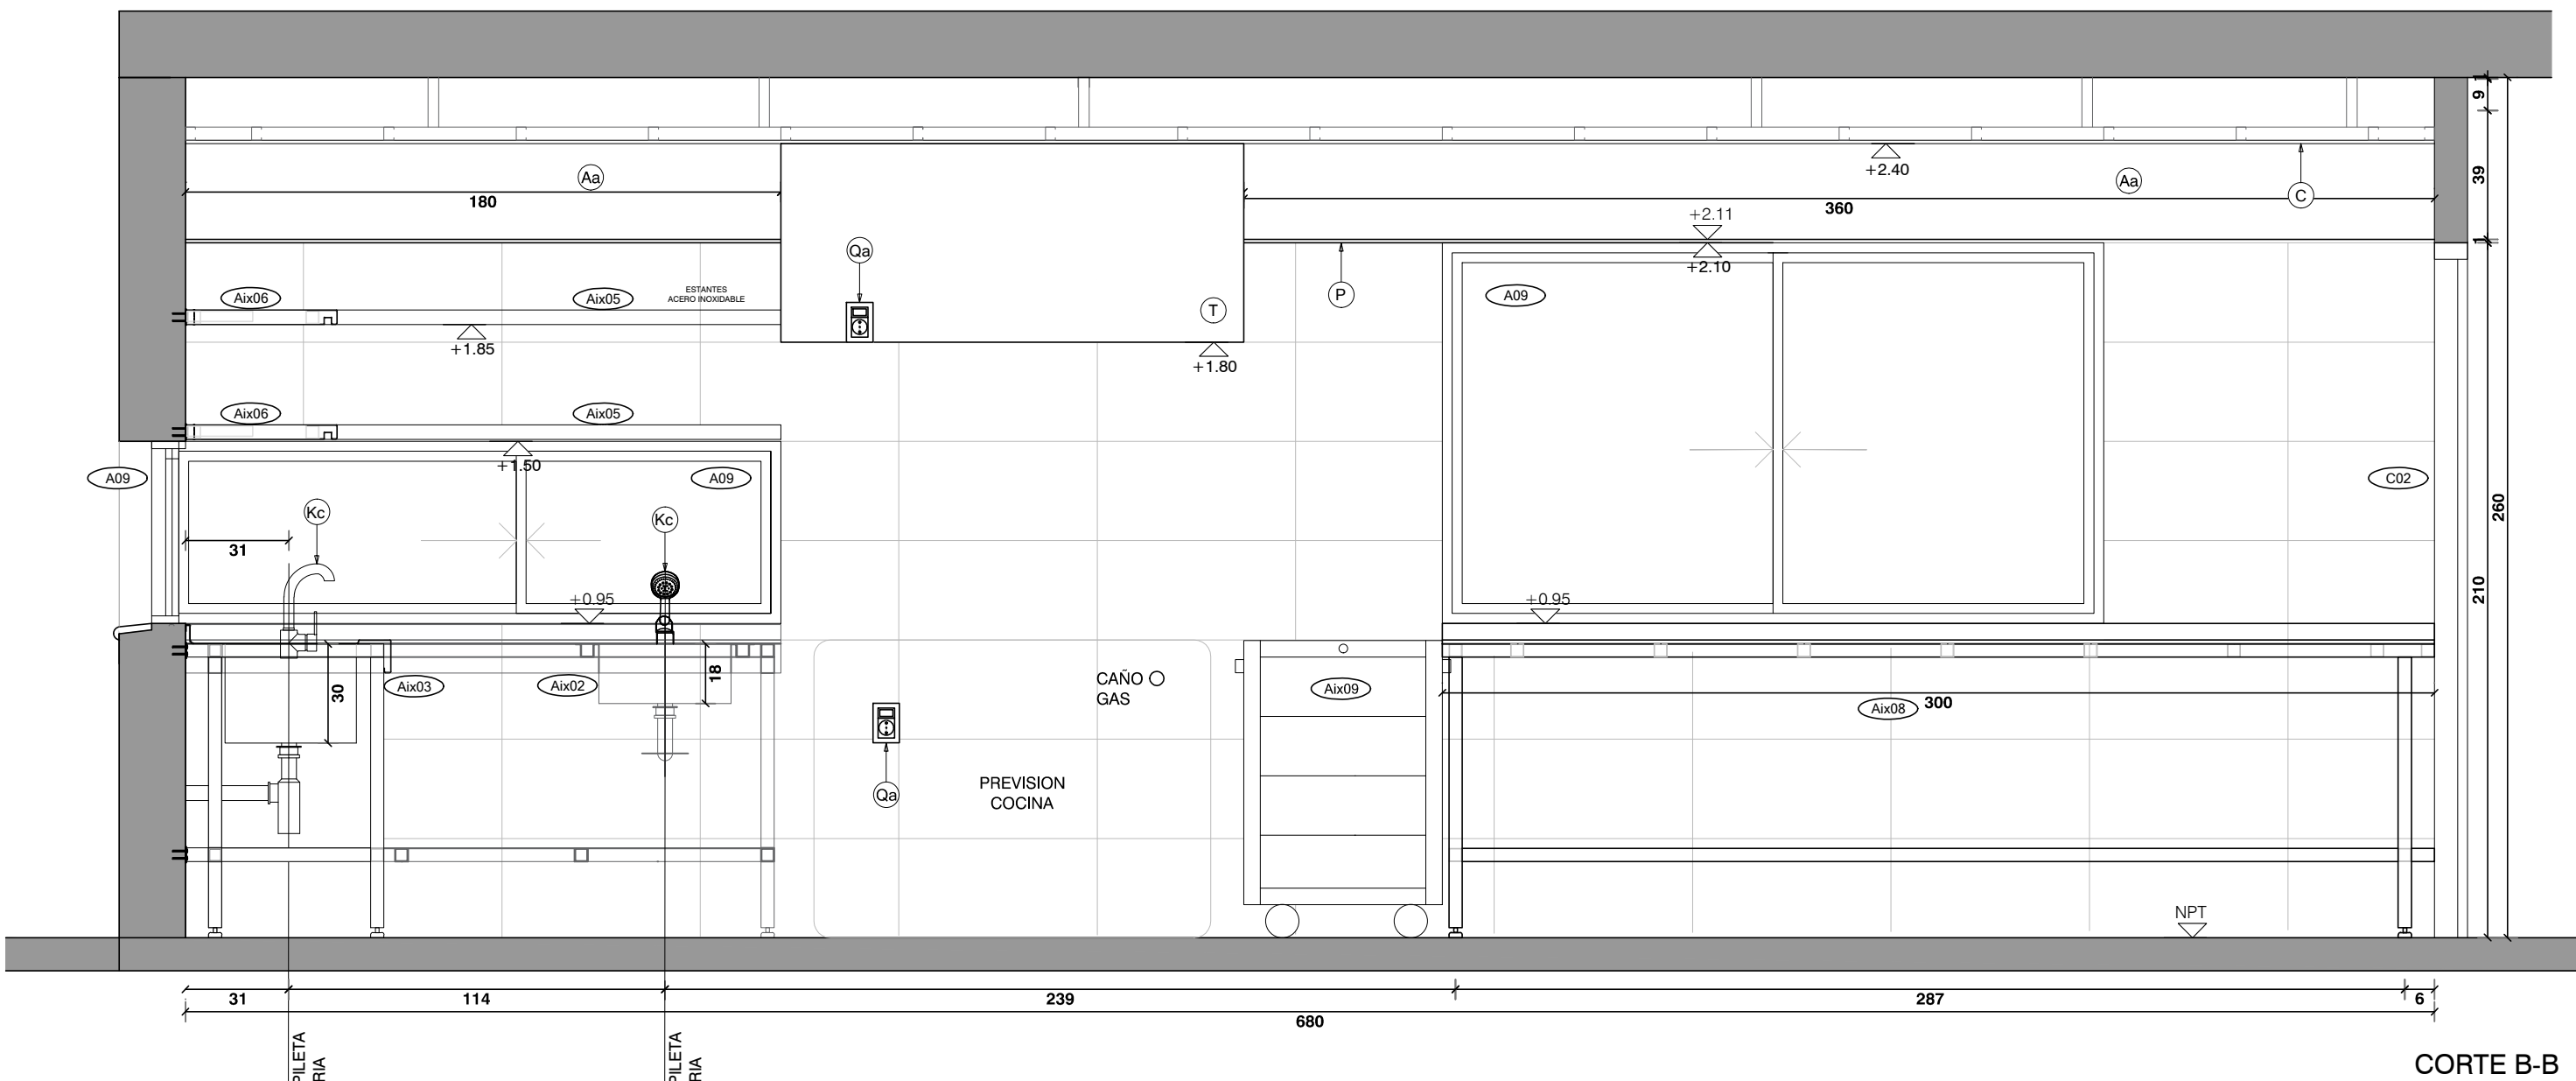 9
39
+2.40
Aa
Aa
C
180
360
+2.11
+2.10
Qa
P
A09
T
Aix06
Aix05
ESTANTES
ACERO INOXIDABLE
+1.85
+1.80
Aix06
Aix05
+1.50
A09
A09
C02
260
Kc
Kc
31
+0.95
+0.95
210
30
18
Aix03
Aix02
CAÑO
GAS
Aix09
Aix08
300
Qa
PREVISION
COCINA
NPT
31
114
239
287
6
680
PILETA
RIA
PILETA
RIA
CORTE B-B